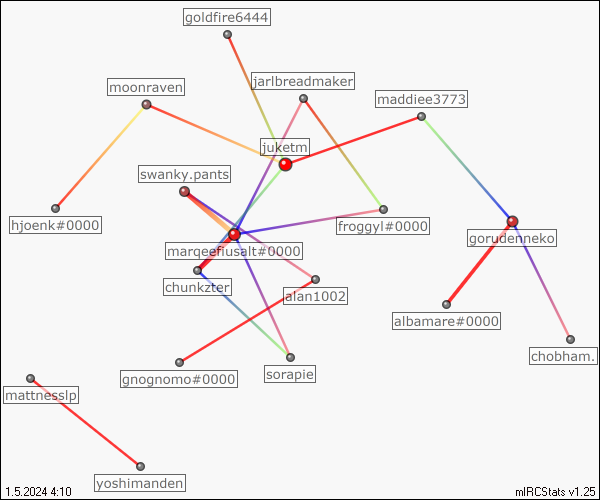 goldfire6444
jarlbreadmaker
moonraven
maddiee3773
juketm
swanky.pants
hjoenk#0000
froggyl#0000
gorudenneko
marqeeflusalt#0000
chunkzter
alan1002
albamare#0000
chobham.
sorapie
gnognomo#0000
mattnesslp
yoshimanden
1.5.2024 4:10
mIRCStats v1.25